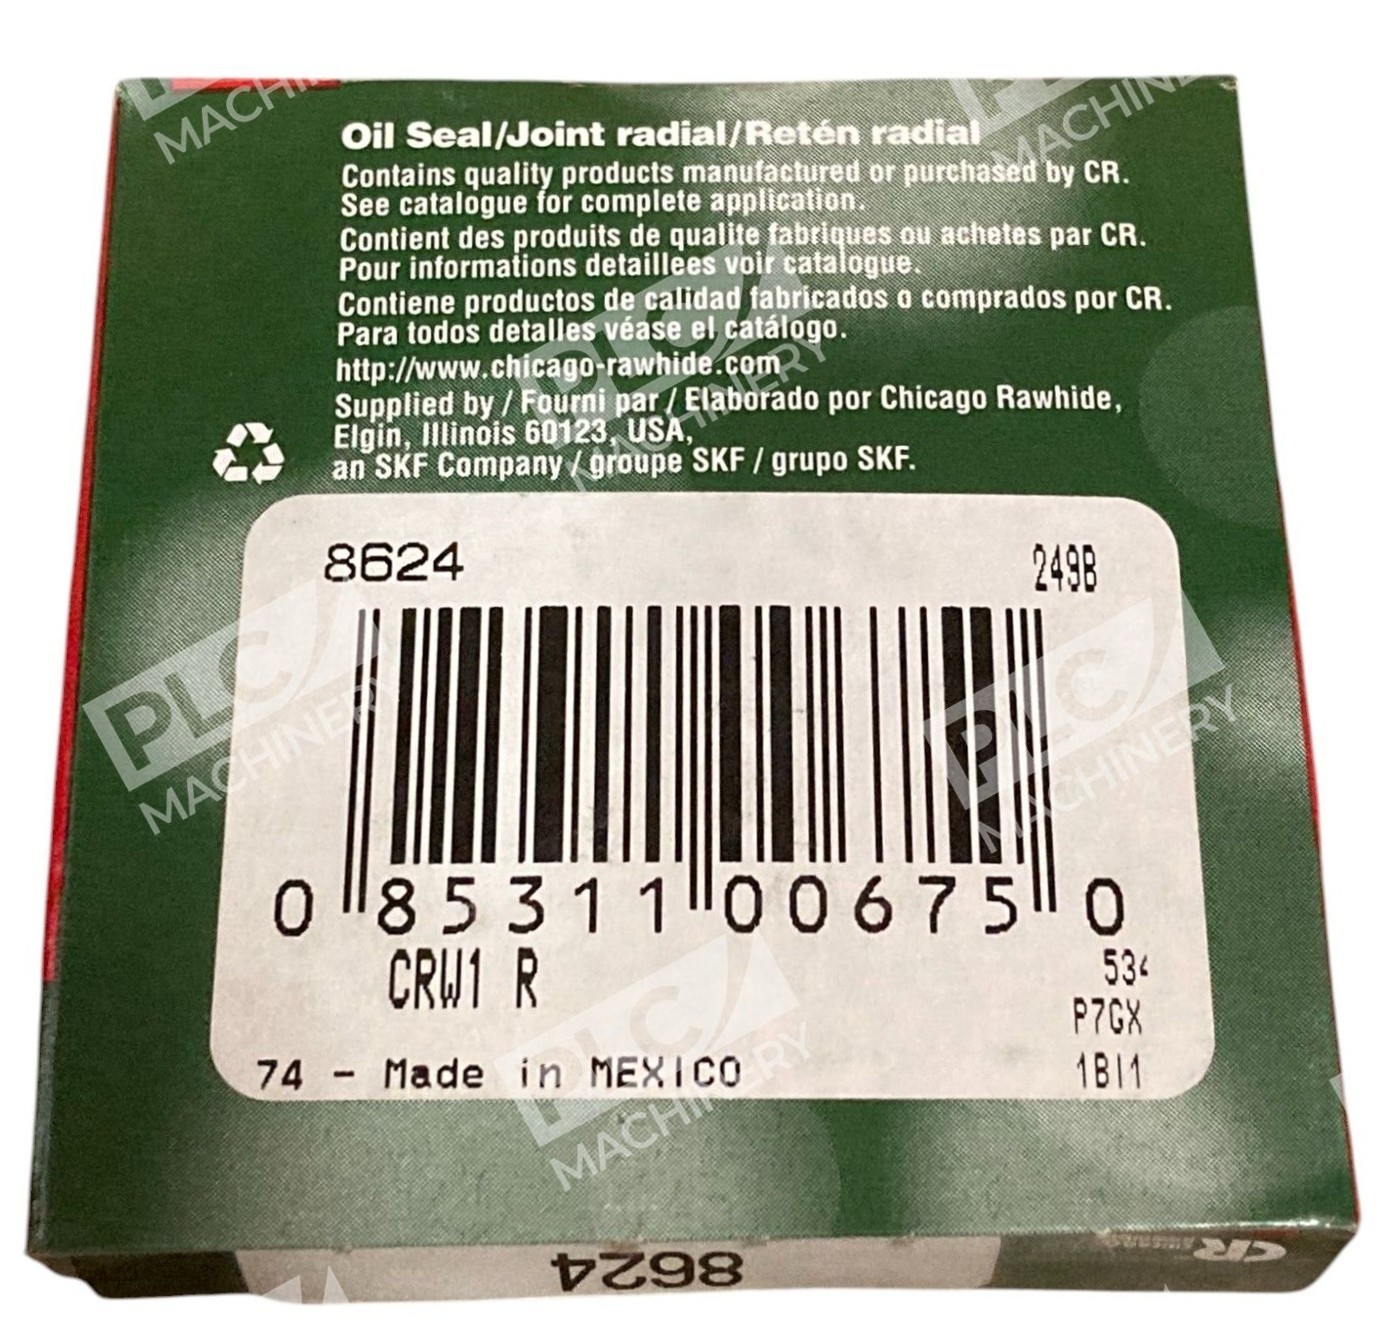 Oil Seal/Joint radial/Retén radial
Contains quality products manufactured or purchased by CR.
See catalogue for complete application.
Contient des produits de qualite fabriques ou achetes par CR.
Pour informations detaillees voir catalogue.
Contiene productos de calidad fabricados o comprados por CR.
Para todos detalles véase el catálogo.
http://www.chicago-rawhide.com
Supplied by / Fourni par / Elaborado por Chicago Rawhide,
Elgin, Illinois 60123, USA,
an SKF Company / groupe SKF / grupo SKF.
8624 249B
0 85311 00675 0
CRW1 R
P7GX
74 - Made in MEXICO 1BI1
8624
CR
PLC MACHINERY